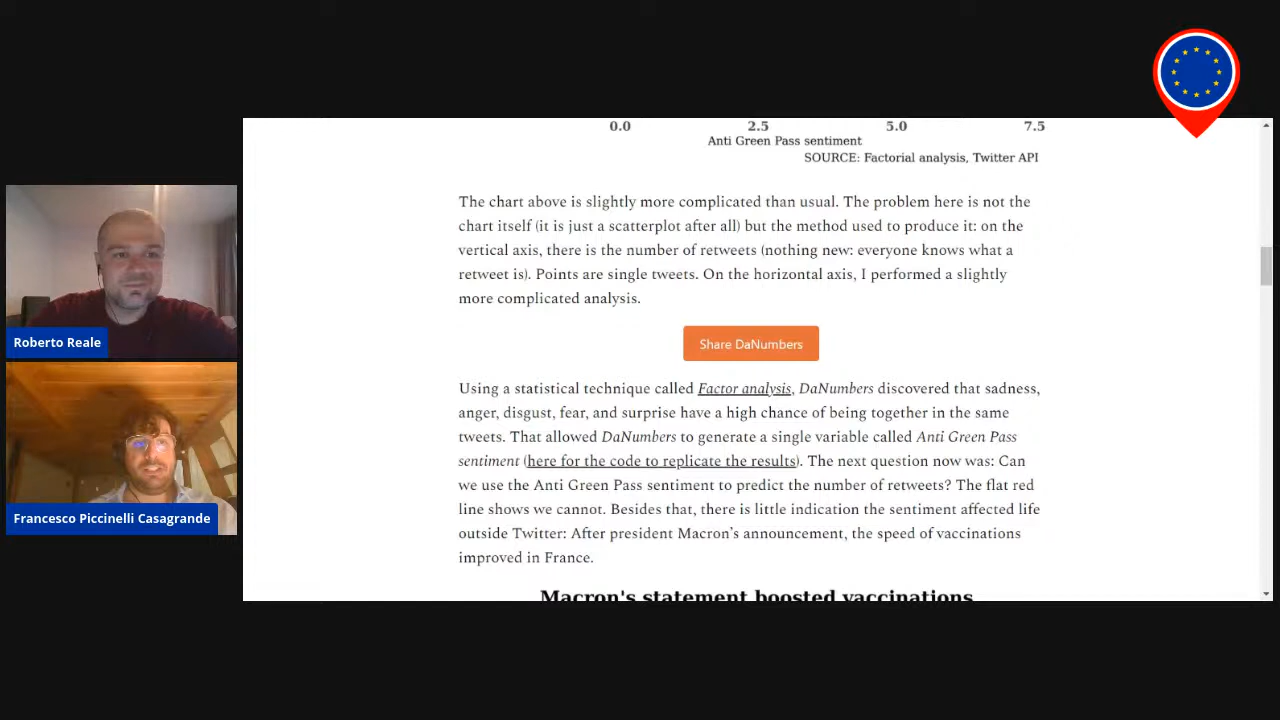 0.0 2.5 5.0 7.5
Anti Green Pass sentiment
SOURCE: Factorial analysis, Twitter API
The chart above is slightly more complicated than usual. The problem here is not the
chart itself (it is just a scatterplot after all) but the method used to produce it: on the
vertical axis, there is the number of retweets (nothing new: everyone knows what a
retweet is). Points are single tweets. On the horizontal axis, I performed a slightly
more complicated analysis.
Share DaNumbers
Using a statistical technique called Factor analysis, DaNumbers discovered that sadness,
anger, disgust, fear, and surprise have a high chance of being together in the same
tweets. That allowed DaNumbers to generate a single variable called Anti Green Pass
sentiment (here for the code to replicate the results). The next question now was: Can
we use the Anti Green Pass sentiment to predict the number of retweets? The flat red
line shows we cannot. Besides that, there is little indication the sentiment affected life
outside Twitter: After president Macron's announcement, the speed of vaccinations
improved in France.
Macron's statement boosted vaccinations
Roberto Reale
Francesco Piccinelli Casagrande